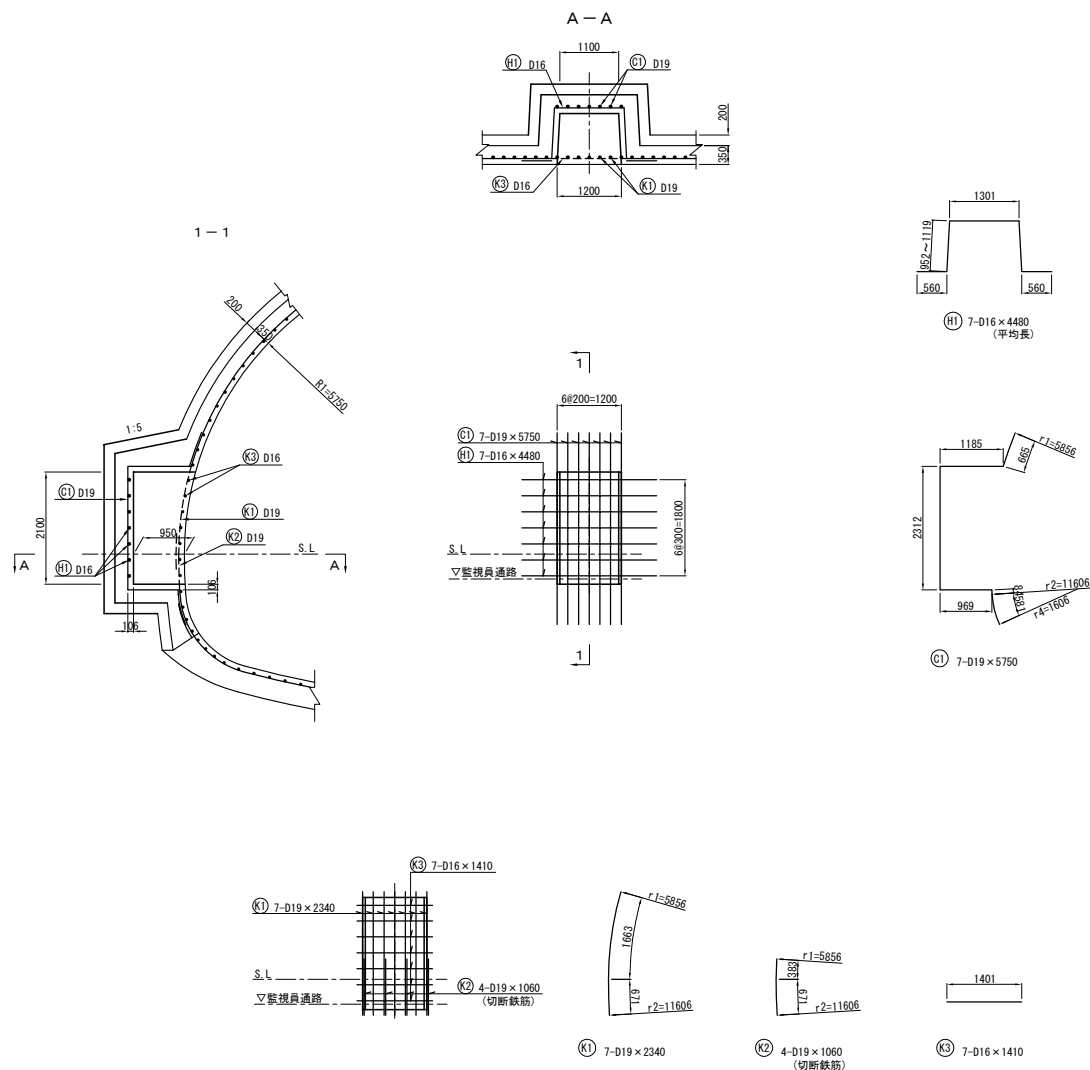 A－A
1100
H1 D16
C1 D19
200
350
K3 D16
K1 D19
1200
1301
952～1119
560
560
H1 7-D16×4480
(平均長)
1－1
200
350
R1=5750
1:5
K3 D16
C1 D19
K1 D19
2100
950
K2 D19
S.L
A
A
H1 D16
106
106
1
6@200=1200
C1 7-D19×5750
H1 7-D16×4480
6@300=1800
S.L
▽監視員通路
1
1185
r1=5856
665
2312
r2=11606
969
r4=1606
C1 7-D19×5750
K3 7-D16×1410
K1 7-D19×2340
S.L
K2 4-D19×1060
(切断鉄筋)
▽監視員通路
r1=5856
1663
671
r2=11606
K1 7-D19×2340
r1=5856
383
671
r2=11606
K2 4-D19×1060
(切断鉄筋)
1401
K3 7-D16×1410